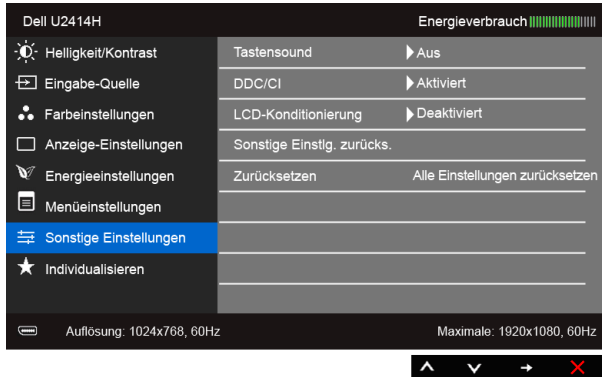 Dell U2414H
Energieverbrauch
Helligkeit/Kontrast
Tastensound
Aus
Eingabe-Quelle
DDC/CI
Aktiviert
Farbeinstellungen
LCD-Konditionierung
Deaktiviert
Anzeige-Einstellungen
Sonstige Einstlg. zurücks.
Energieeinstellungen
Zurücksetzen
Alle Einstellungen zurücksetzen
Menüeinstellungen
Sonstige Einstellungen
Individualisieren
Auflösung: 1024x768, 60Hz
Maximale: 1920x1080, 60Hz